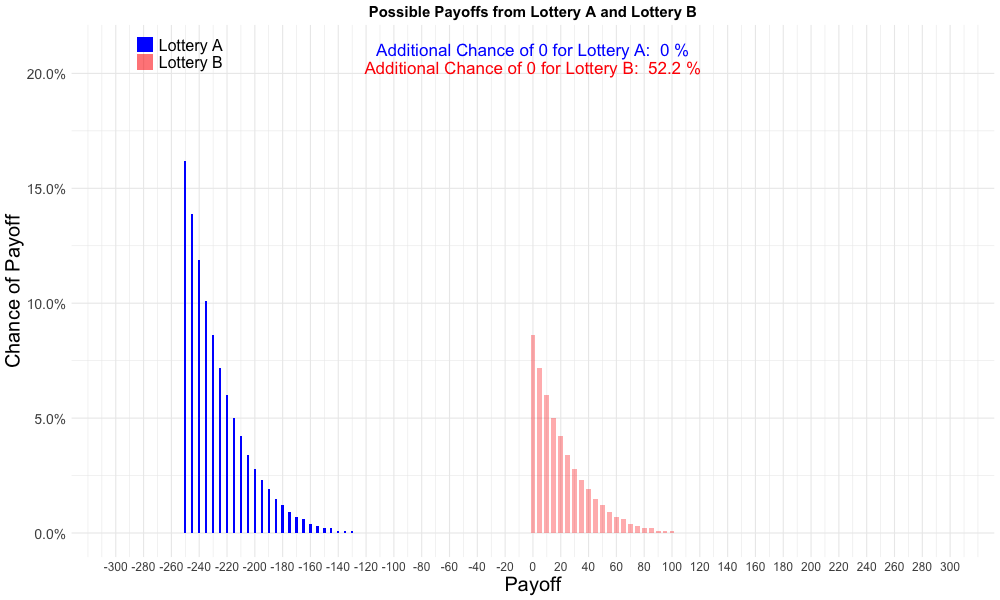 Possible Payoffs from Lottery A and Lottery B
Lottery A
Lottery B
Additional Chance of 0 for Lottery A:  0 %
Additional Chance of 0 for Lottery B:  52.2 %
Chance of Payoff
20.0%
15.0%
10.0%
5.0%
0.0%
-300 -280 -260 -240 -220 -200 -180 -160 -140 -120 -100 -80 -60 -40 -20 0 20 40 60 80 100 120 140 160 180 200 220 240 260 280 300
Payoff